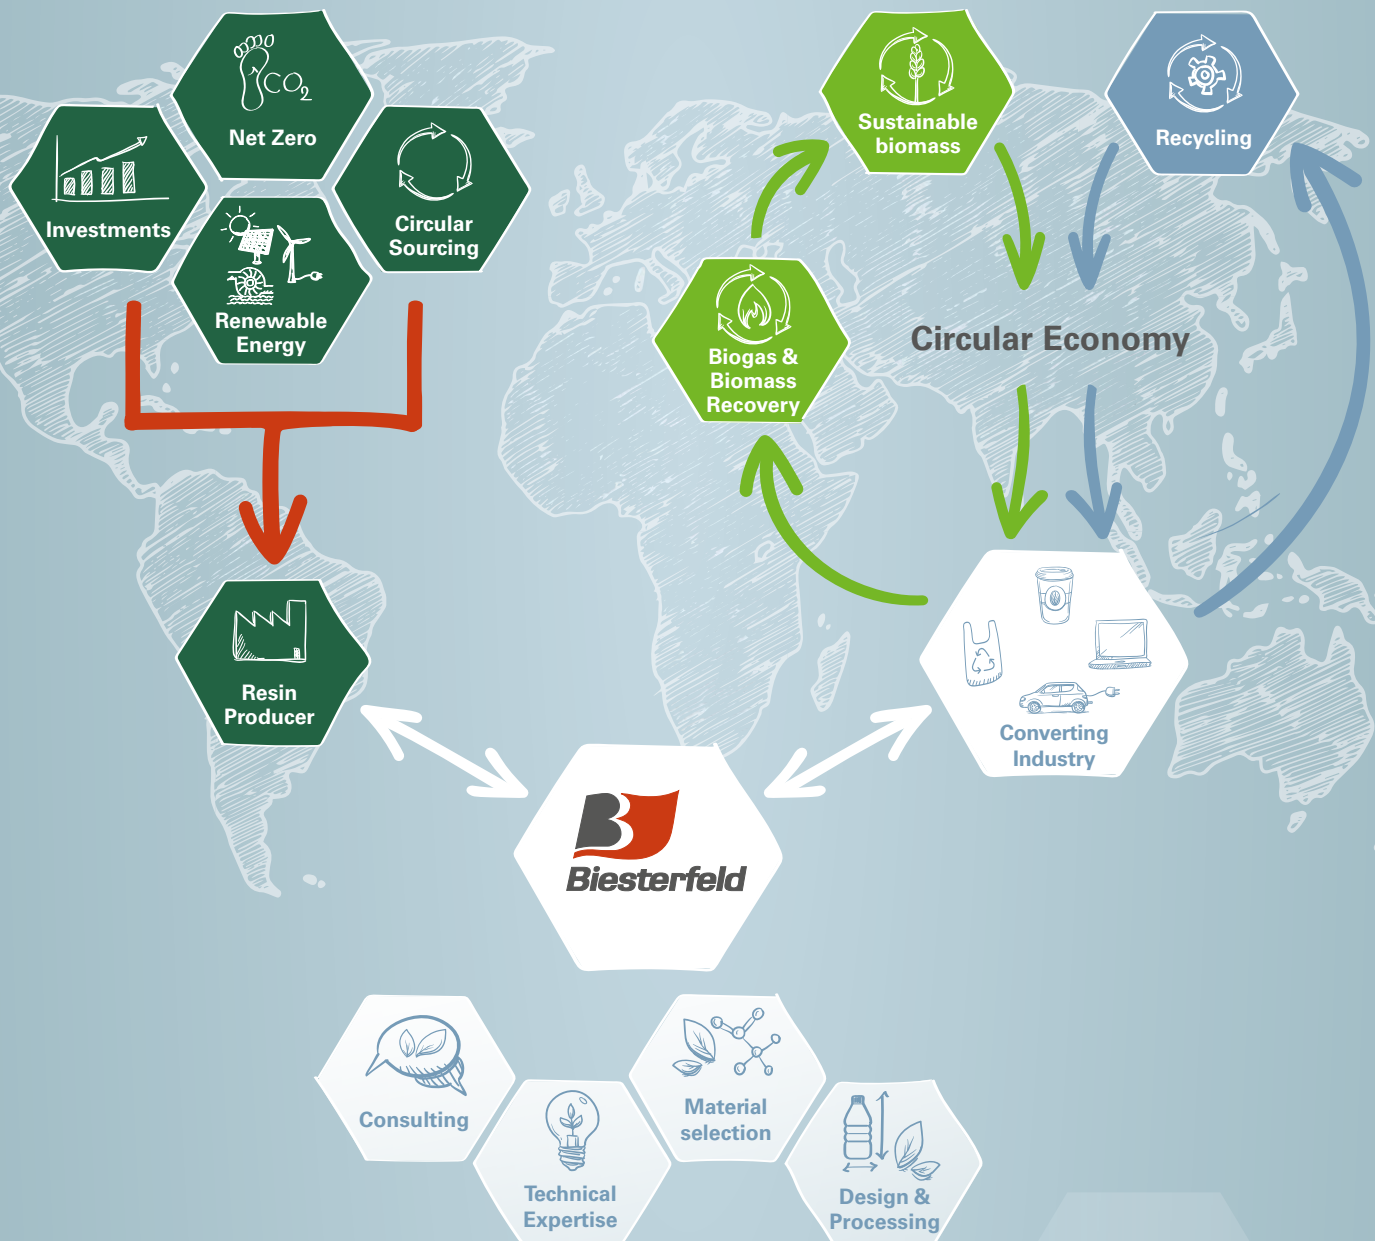 CO2
Net Zero
Investments
Circular
Sourcing
Renewable
Energy
Sustainable
biomass
Recycling
Biogas &
Biomass
Recovery
Circular Economy
Resin
Producer
Converting
Industry
B
Biesterfeld
Consulting
Technical
Expertise
Material
selection
Design &
Processing